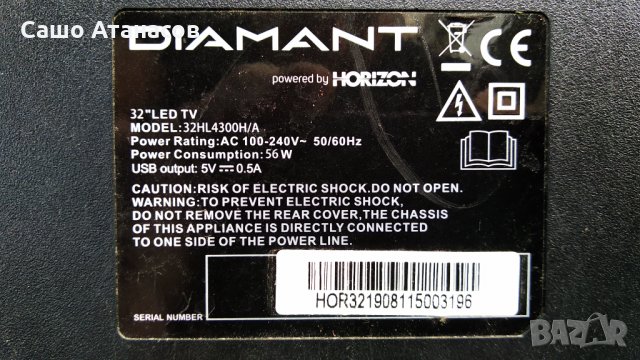 Сашо Атанасов
DIAMANT
powered by HORIZON
32"LED TV
MODEL:32HL4300H/A
Power Rating:AC 100-240V~ 50/60Hz
Power Consumption:56W
USB output: 5V⎓0.5A
CAUTION:RISK OF ELECTRIC SHOCK.DO NOT OPEN.
WARNING:TO PREVENT ELECTRIC SHOCK,
DO NOT REMOVE THE REAR COVER,THE CHASSIS
OF THIS APPLIANCE IS DIRECTLY CONNECTED
TO ONE SIDE OF THE POWER LINE.
HOR321908115003196
SERIAL NUMBER
BAZAR